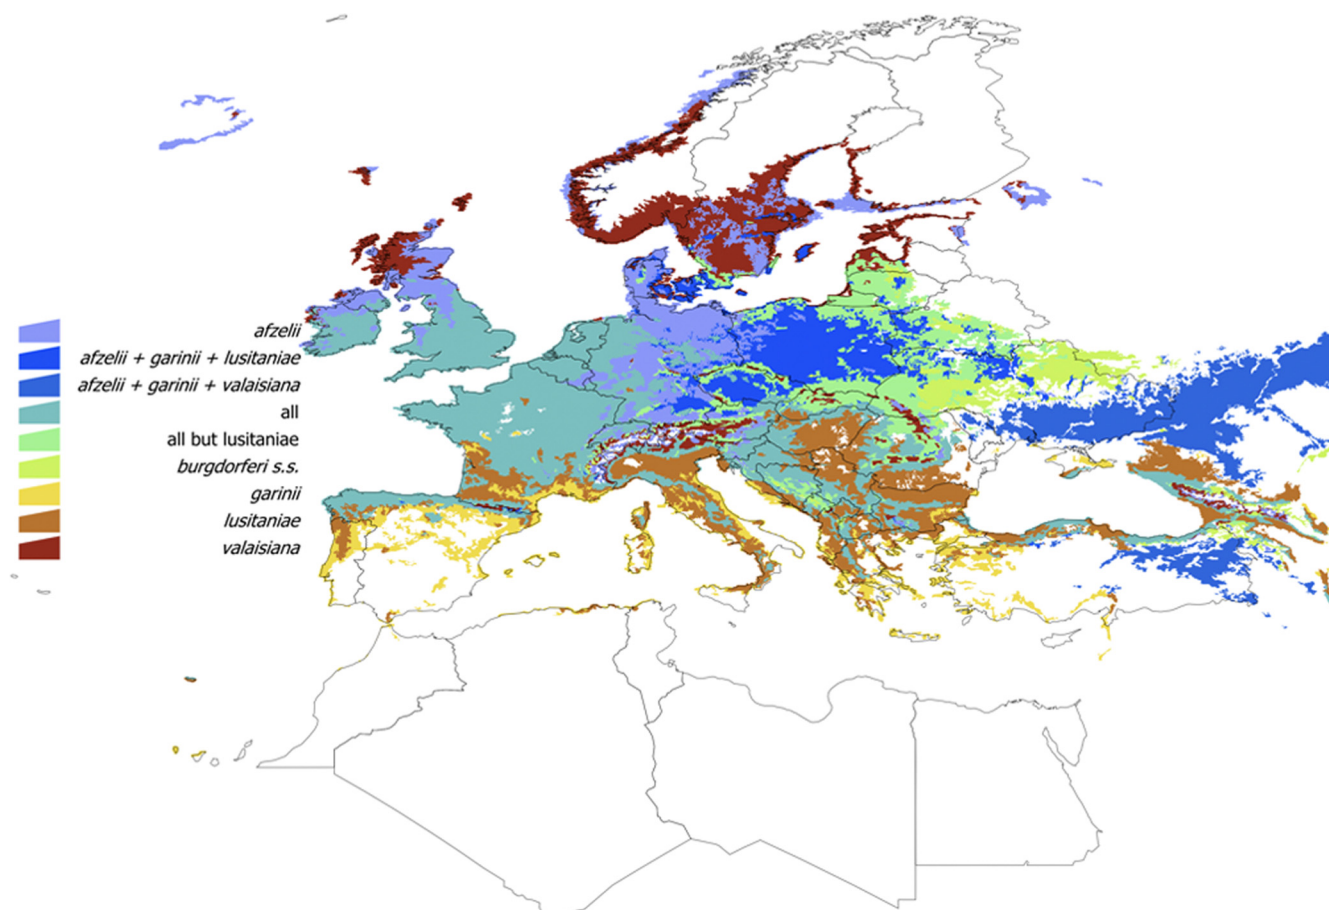 afzelii
afzelii + garinii + lusitaniae
afzelii + garinii + valaisiana
all
all but lusitaniae
burgdorferi s.s.
garinii
lusitaniae
valaisiana